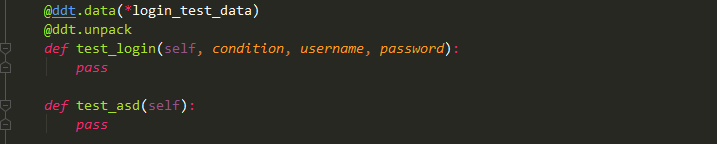 @ddt.data(*login_test_data)
@ddt.unpack
def test_login(self, condition, username, password):
    pass
def test_asd(self):
    pass